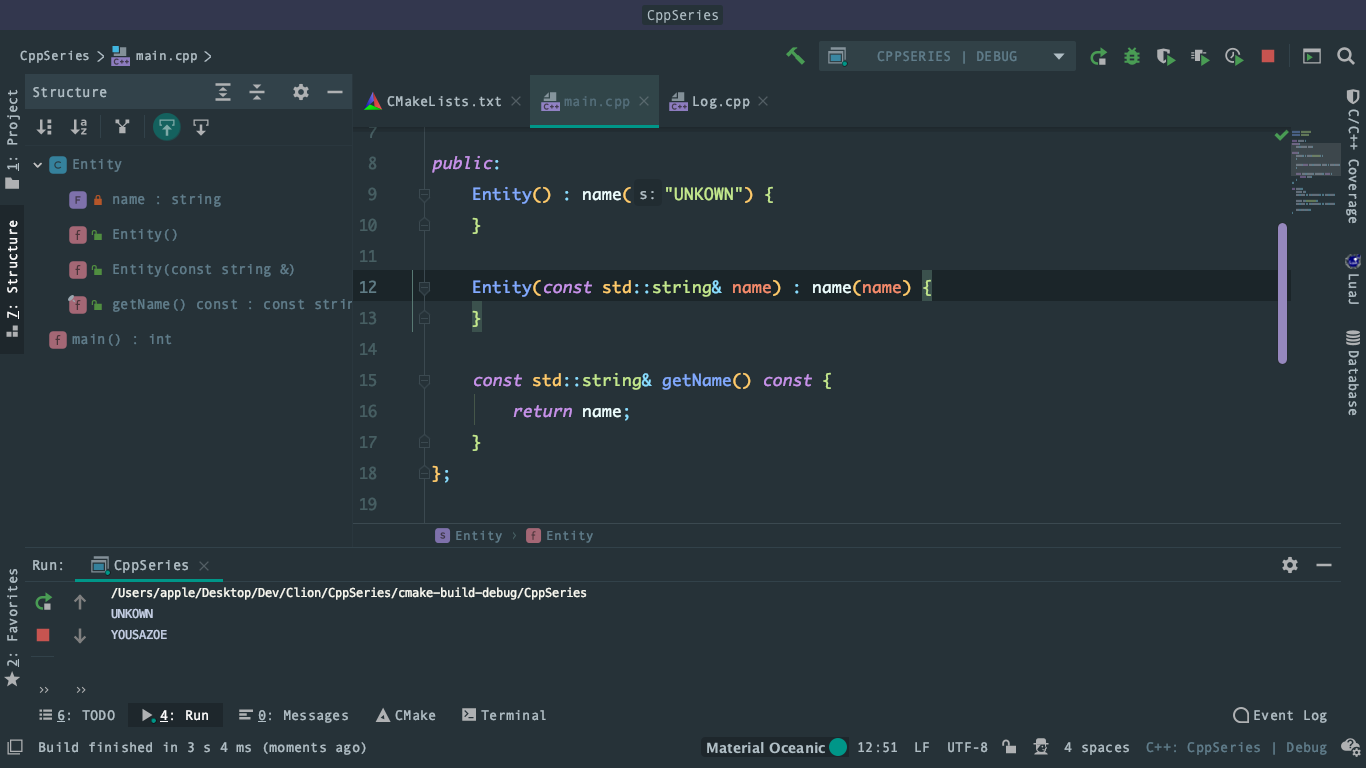 CppSeries
CppSeries main.cpp
CPPSERIES | DEBUG
Structure
CMakeLists.txt
main.cpp
Log.cpp
1: Project
Z: Structure
2: Favorites
Entity
name : string
Entity()
Entity(const string &)
getName() const : const strin
main() : int
7
8 public:
9 Entity() : name( s: "UNKOWN") {
10 }
11
12 Entity(const std::string& name) : name(name) {
13 }
14
15 const std::string& getName() const {
16 return name;
17 }
18 };
19
Entity › Entity
C/C++ Coverage
LuaJ
Database
Run: CppSeries
/Users/apple/Desktop/Dev/Clion/CppSeries/cmake-build-debug/CppSeries
UNKOWN
YOUSAZOE
6: TODO 4: Run 0: Messages CMake Terminal Event Log
Build finished in 3 s 4 ms (moments ago) Material Oceanic 12:51 LF UTF-8 4 spaces C++: CppSeries | Debug